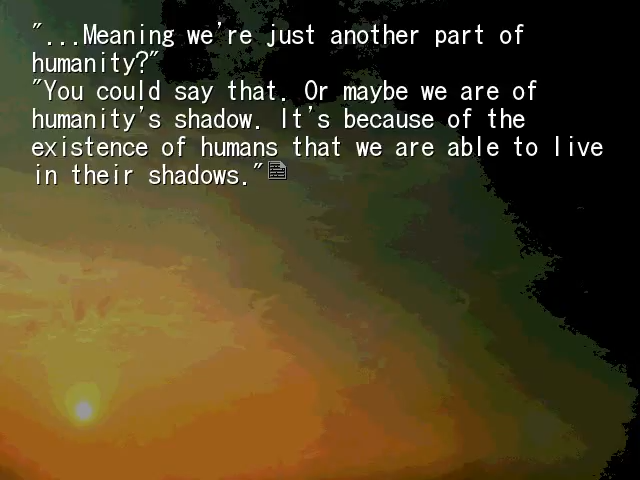 "...Meaning we're just another part of
humanity?"
"You could say that. Or maybe we are of
humanity's shadow. It's because of the
existence of humans that we are able to live
in their shadows."